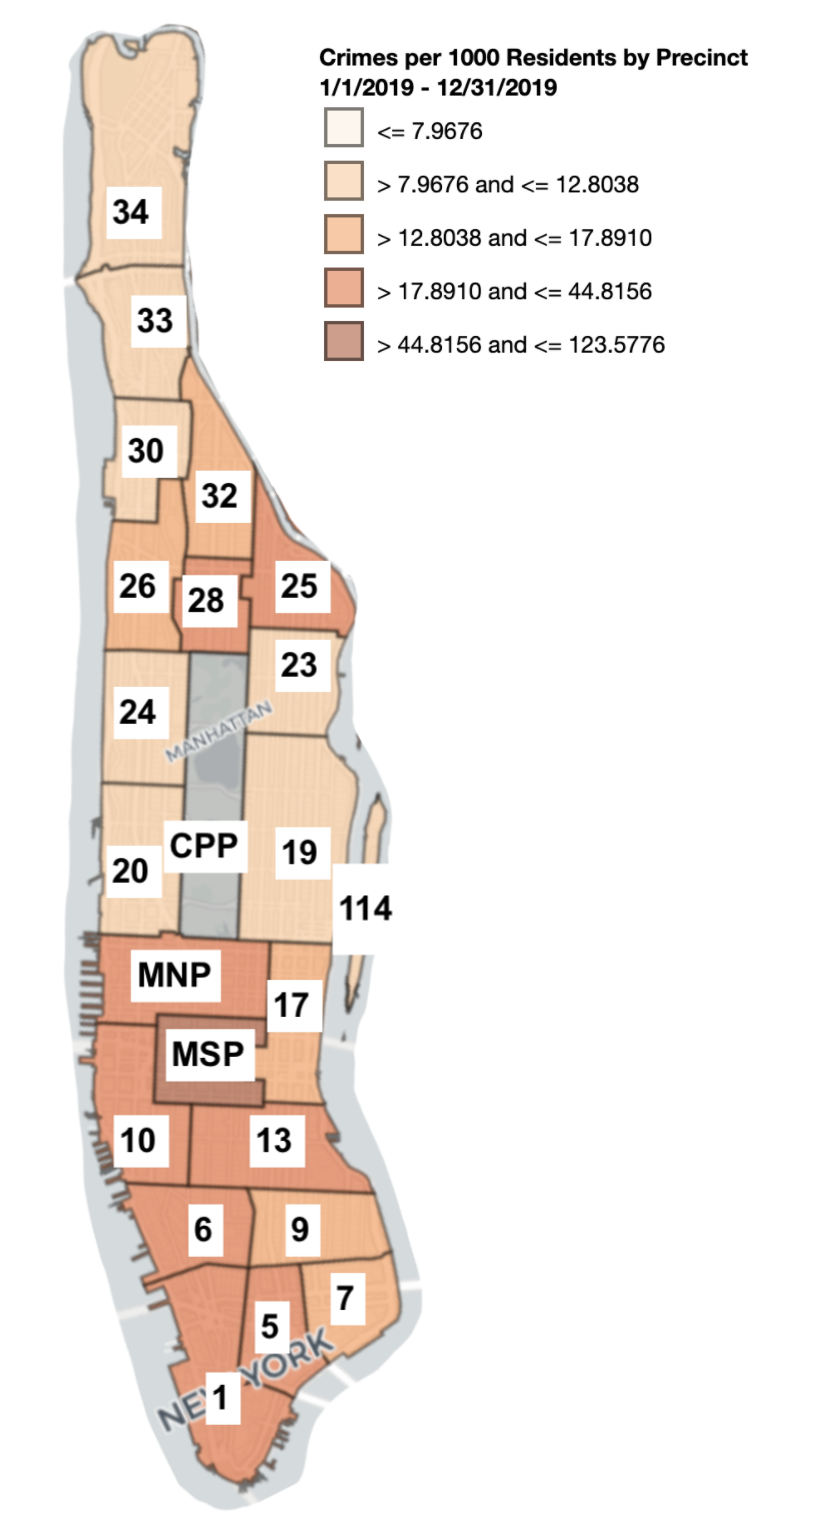 Crimes per 1000 Residents by Precinct
1/1/2019 - 12/31/2019
<= 7.9676
> 7.9676 and <= 12.8038
> 12.8038 and <= 17.8910
> 17.8910 and <= 44.8156
> 44.8156 and <= 123.5776
34
33
30
32
26
28
25
23
24
MANHATTAN
CPP
19
20
114
MNP
17
MSP
10
13
6
9
7
5
NEW YORK
1